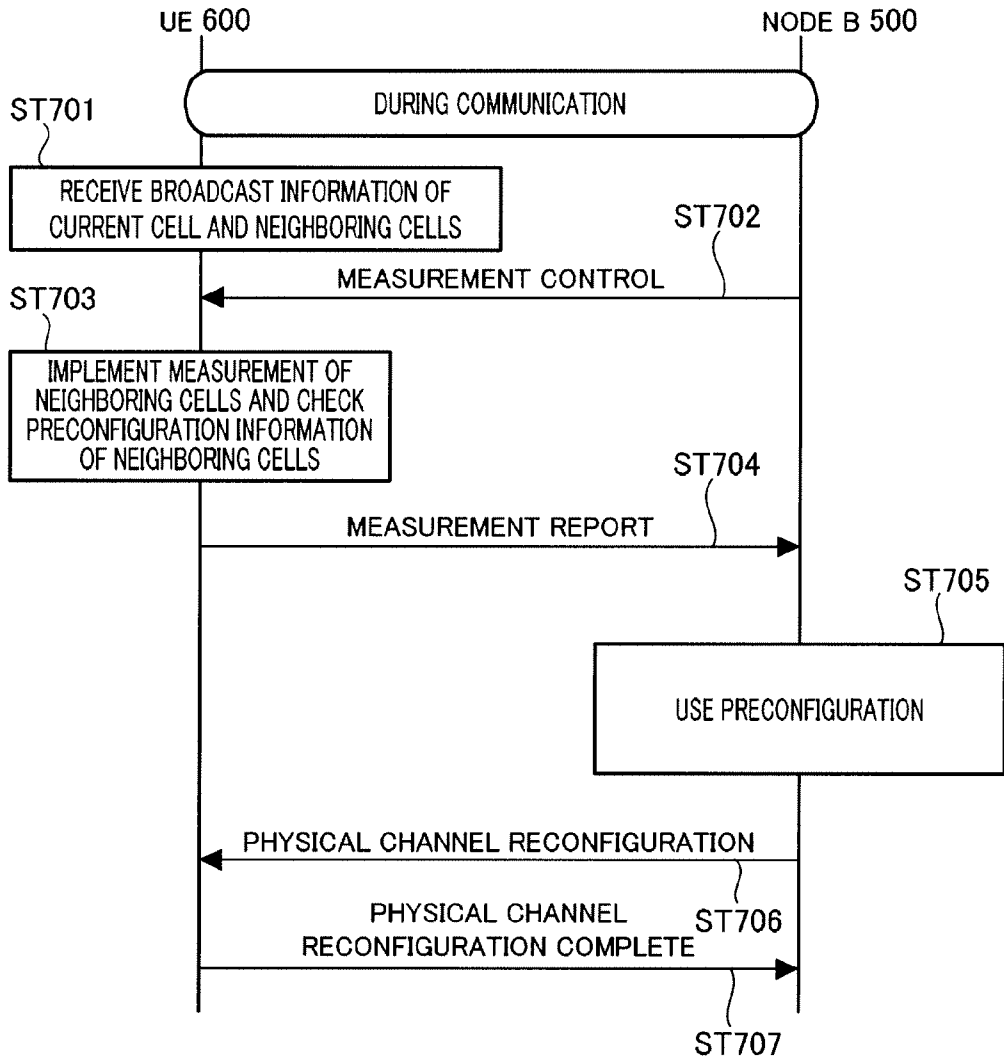 UE 600
NODE B 500
DURING COMMUNICATION
ST701
RECEIVE BROADCAST INFORMATION OF
CURRENT CELL AND NEIGHBORING CELLS
ST702
MEASUREMENT CONTROL
ST703
IMPLEMENT MEASUREMENT OF
NEIGHBORING CELLS AND CHECK
PRECONFIGURATION INFORMATION
OF NEIGHBORING CELLS
ST704
MEASUREMENT REPORT
ST705
USE PRECONFIGURATION
PHYSICAL CHANNEL RECONFIGURATION
ST706
PHYSICAL CHANNEL
RECONFIGURATION COMPLETE
ST707